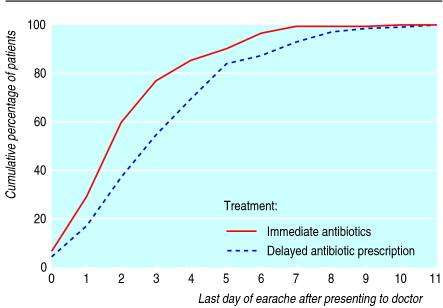 Cumulative percentage of patients
100
80
60
40
20
0
Treatment:
Immediate antibiotics
Delayed antibiotic prescription
0 1 2 3 4 5 6 7 8 9 10 11
Last day of earache after presenting to doctor